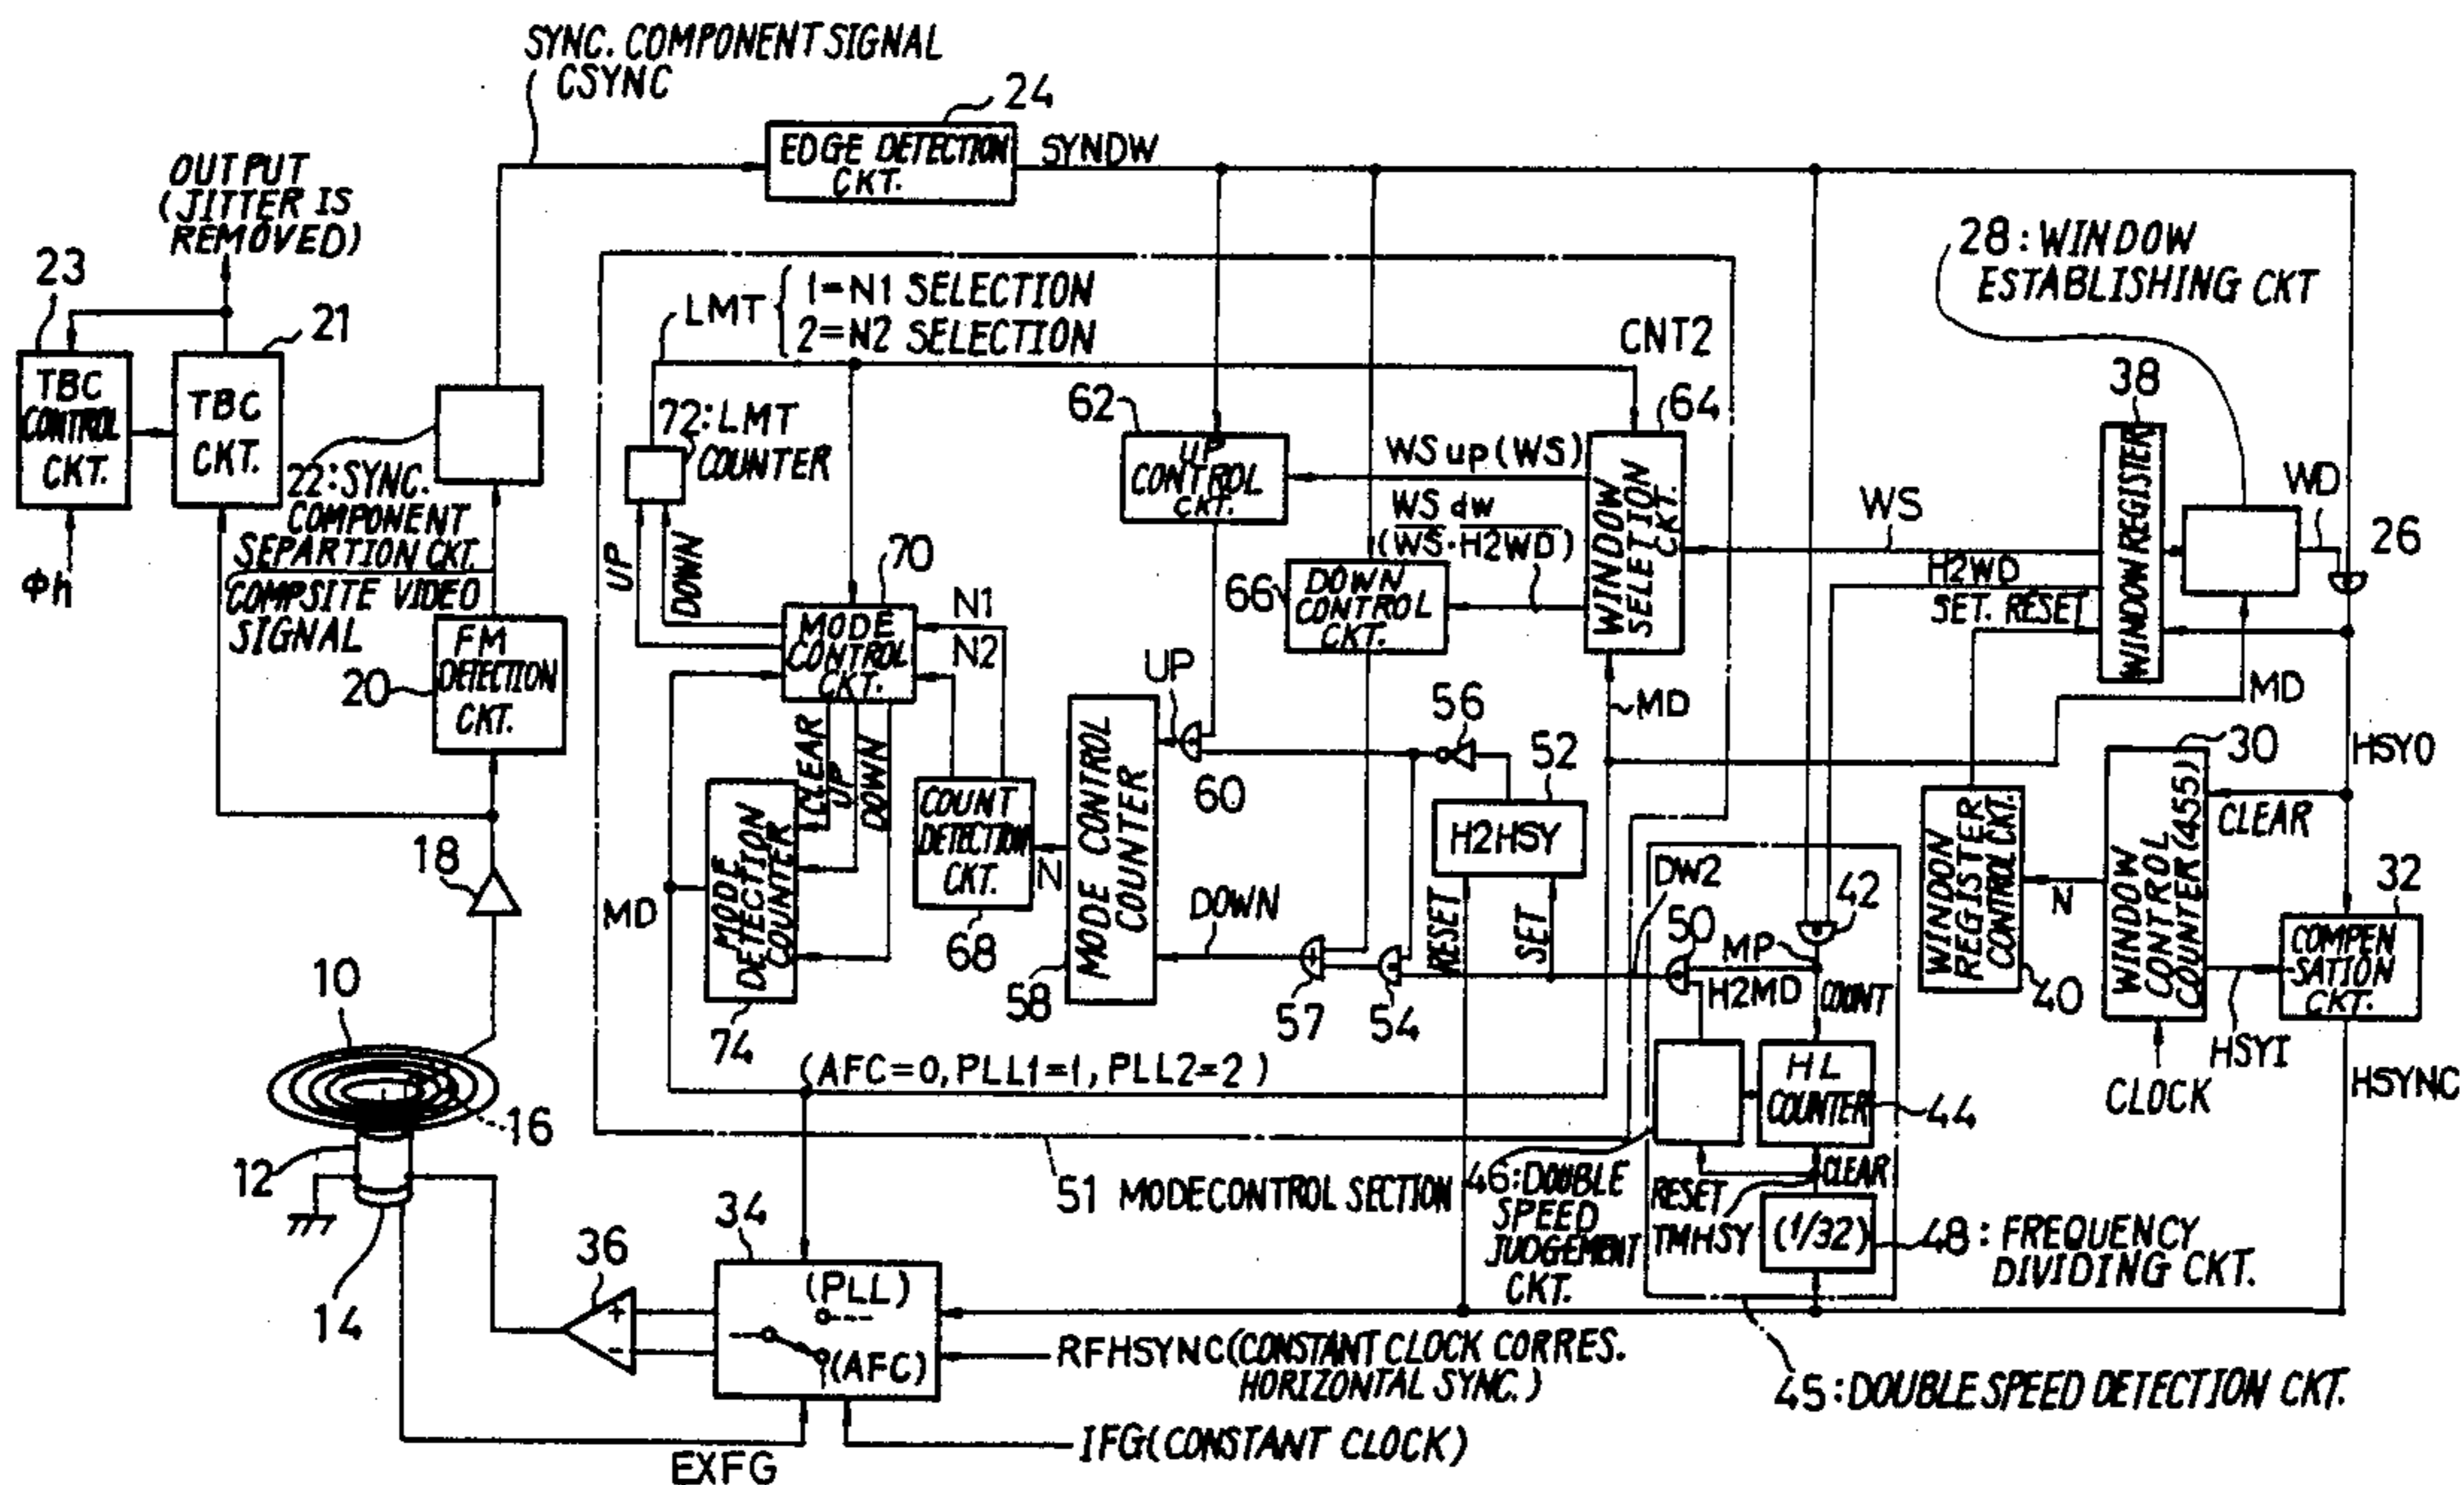 SYNC. COMPONENT SIGNAL
CSYNC
24
EDGE DETECTION
CKT.
SYNDW
OUTPUT
(JITTER IS
REMOVED)
23
21
TBC
CONTROL
CKT.
TBC
CKT.
Φh
22:SYNC.
COMPONENT
SEPARTION CKT.
COMPSITE VIDEO
SIGNAL
FM
DETECTION
CKT.
20
18
10
12
14
16
LMT
1=N1 SELECTION
2=N2 SELECTION
CNT2
72:LMT
COUNTER
UP
DOWN
70
MODE
CONTROL
CKT.
N1
N2
CLEAR
UP
DOWN
MODE
DETECTION
COUNTER
74
MD
COUNT
DETECTION
CKT.
68
N
MODE CONTROL
COUNTER
58
62
UP
CONTROL
CKT.
WS up (WS)
WS dw
(WS·H2WD)
66
DOWN
CONTROL
CKT.
64
WINDOW
SELECTION
CKT.
UP
60
56
52
H2HSY
RESET
SET
DOWN
57
54
MD
DW2
50
MP
H2MD
COUNT
42
28:WINDOW
ESTABLISHING CKT
38
WINDOW REGISTER
WD
26
WS
H2WD
SET. RESET
MD
HSYO
30
WINDOW
CONTROL
COUNTER (455)
CLEAR
WINDOW
REGISTER
CONTROL CKT.
40
N
32
COMPEN
-SATION
CKT.
HSYI
CLOCK
HSYNC
(AFC=0,PLL1=1,PLL2=2)
HL
COUNTER
44
CLEAR
RESET
TMHSY
(1/32)
48: FREQUENCY
DIVIDING CKT.
46:DOUBLE
SPEED
JUDGEMENT
CKT.
51 MODECONTROL SECTION
34
36
+
-
(PLL)
(AFC)
RFHSYNC(CONSTANT CLOCK CORRES.
HORIZONTAL SYNC.)
45:DOUBLE SPEED DETECTION CKT.
IFG(CONSTANT CLOCK)
EXFG